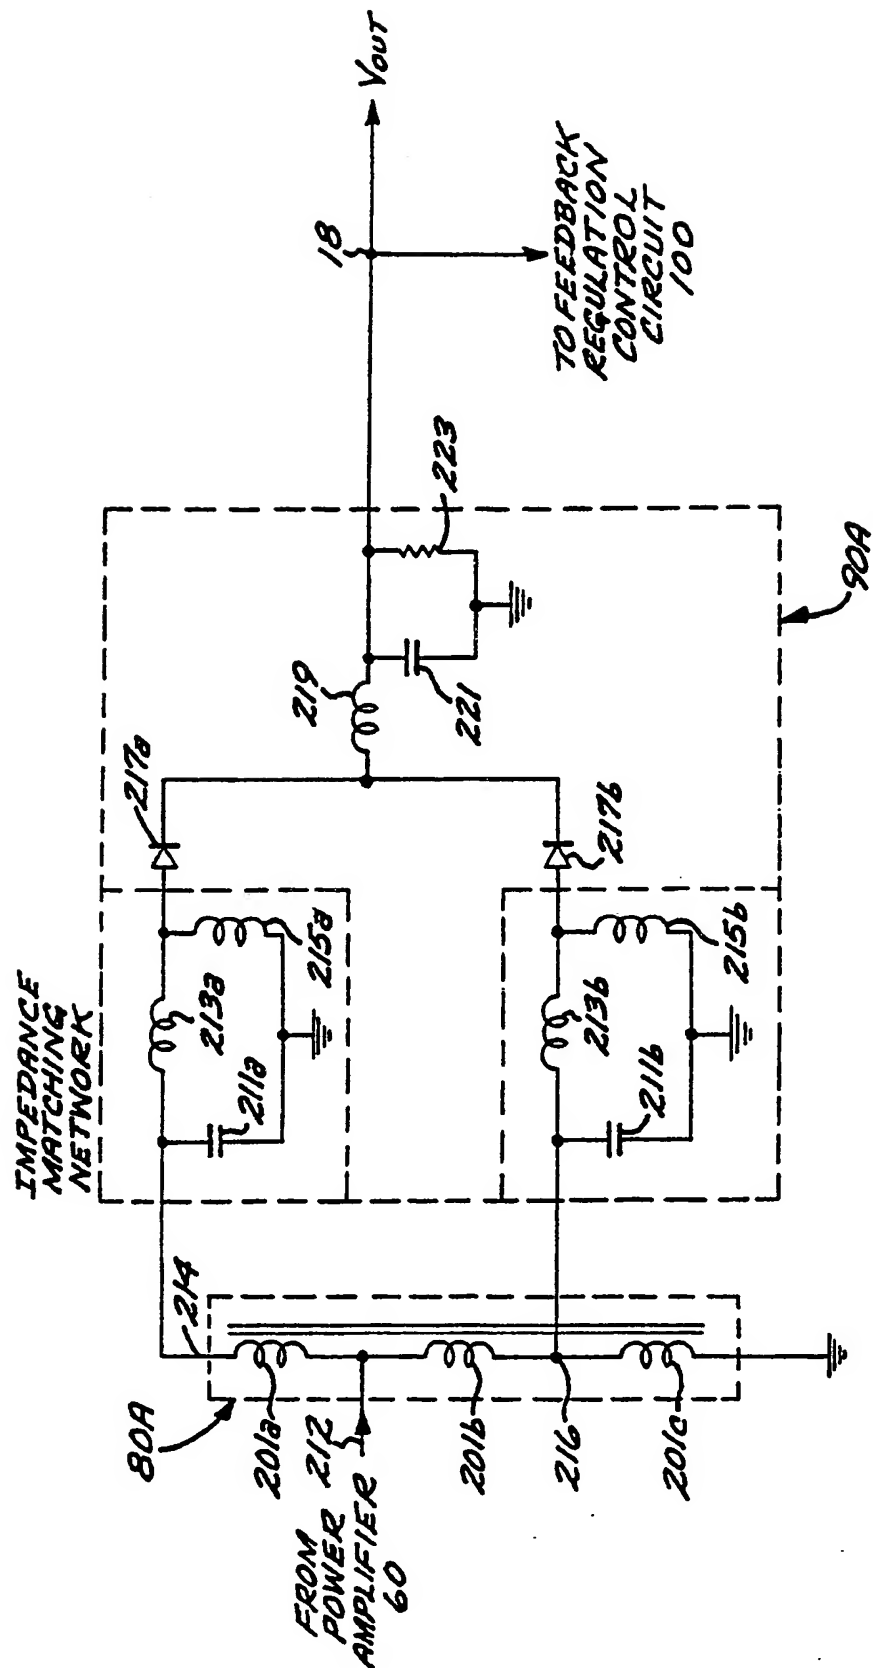 IMPEDANCE
MATCHING
NETWORK
80A
214
201a
FROM
POWER 212
AMPLIFIER
60
201b
216
201c
211a
213a
215a
217a
211b
213b
215b
217b
219
221
223
90A
18
VOUT
TO FEEDBACK
REGULATION
CONTROL
CIRCUIT
100